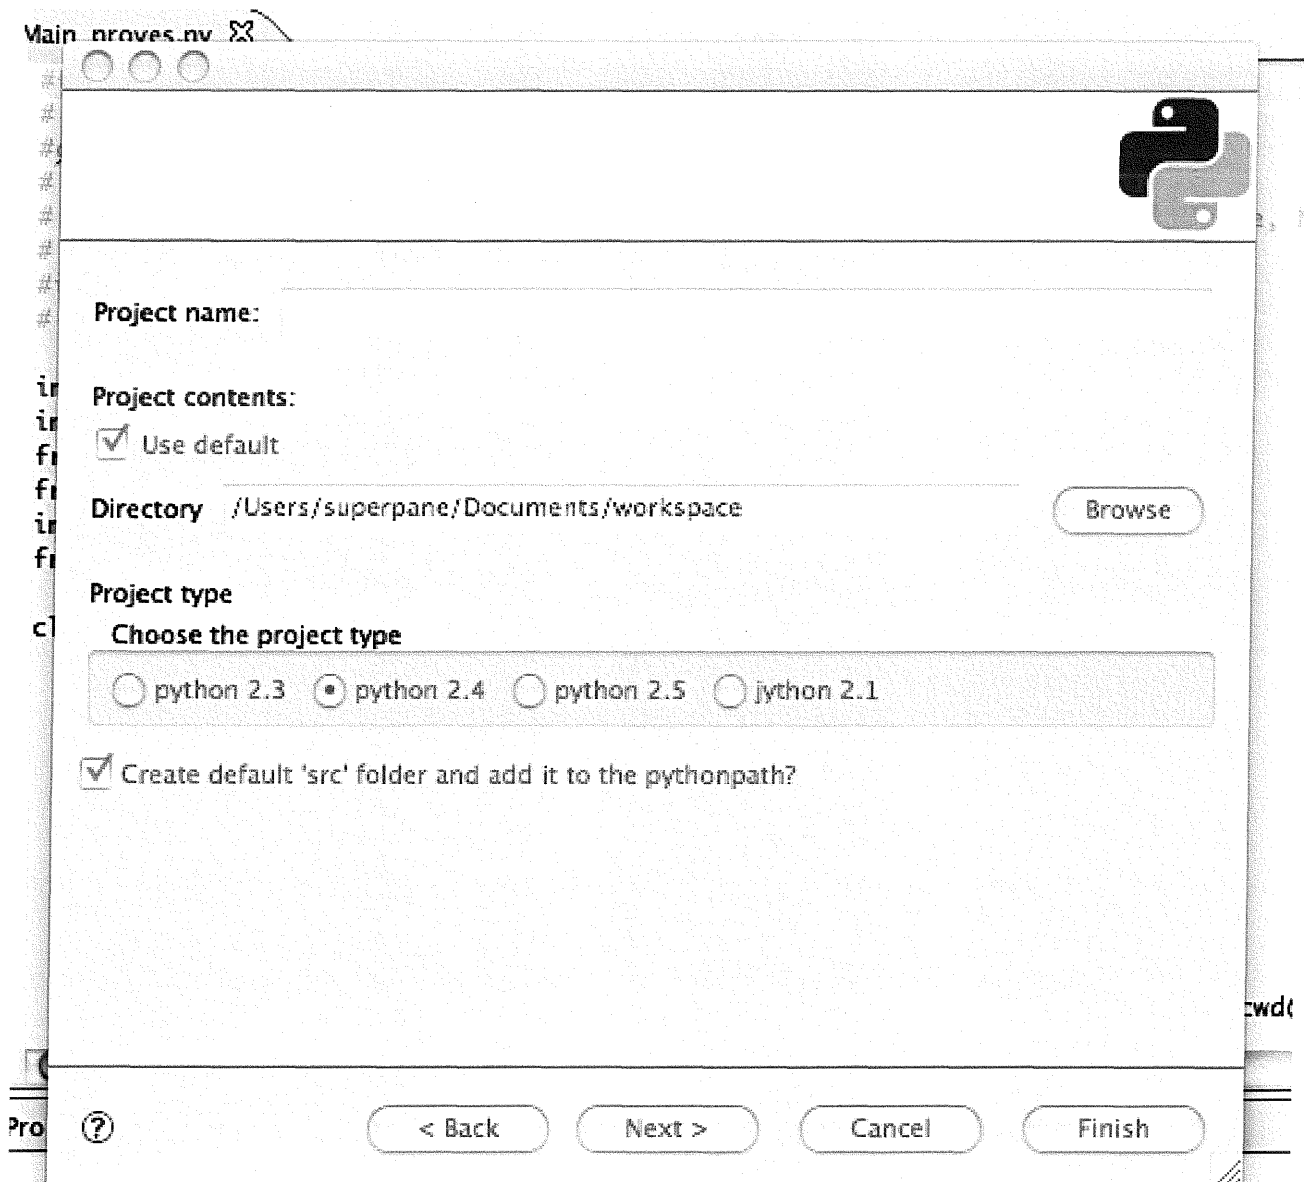 Main_proves.py
#
#
#
#
#
#
#
#
Project name:
Project contents:
Use default
Directory /Users/superpane/Documents/workspace Browse
Project type
Choose the project type
python 2.3 python 2.4 python 2.5 jython 2.1
Create default 'src' folder and add it to the pythonpath?
cwd(
Pro ? < Back Next > Cancel Finish